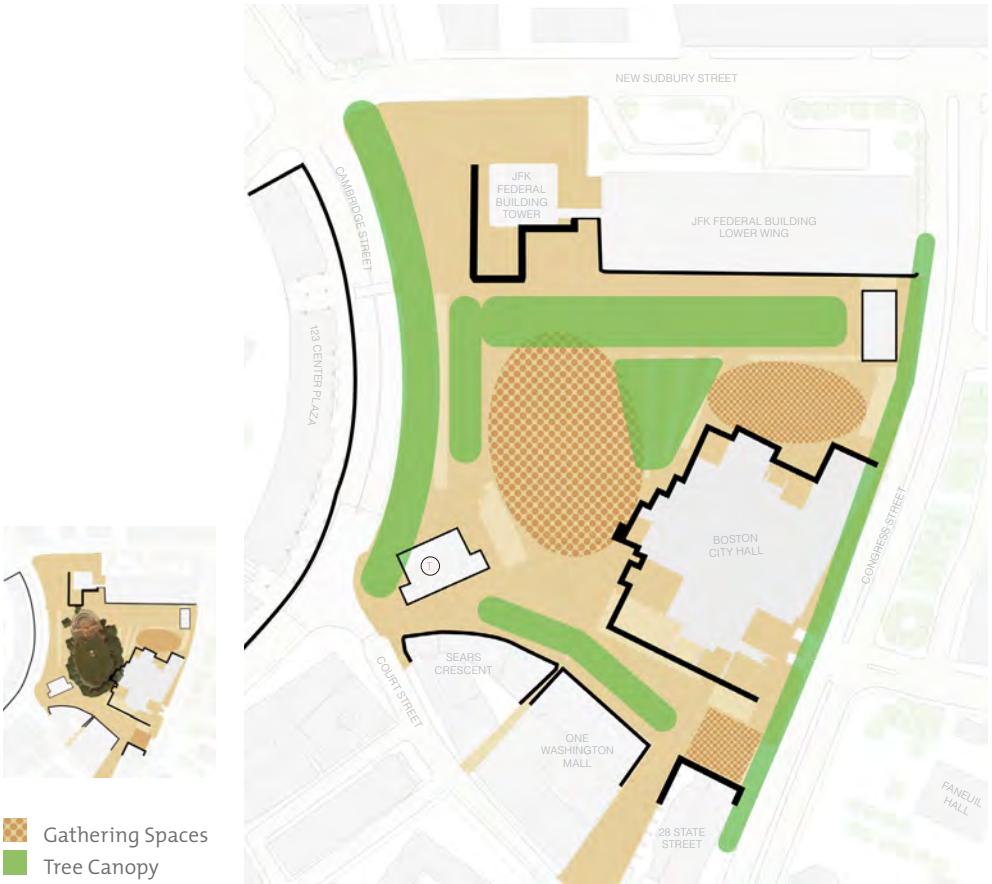 NEW SUDBURY STREET
CAMBRIDGE STREET
JFK
FEDERAL
BUILDING
TOWER
JFK FEDERAL BUILDING
LOWER WING
123 CENTER PLAZA
BOSTON
CITY HALL
CONGRESS STREET
T
SEARS
CRESCENT
COURT STREET
ONE
WASHINGTON
MALL
28 STATE
STREET
FANEUIL
HALL
Gathering Spaces
Tree Canopy